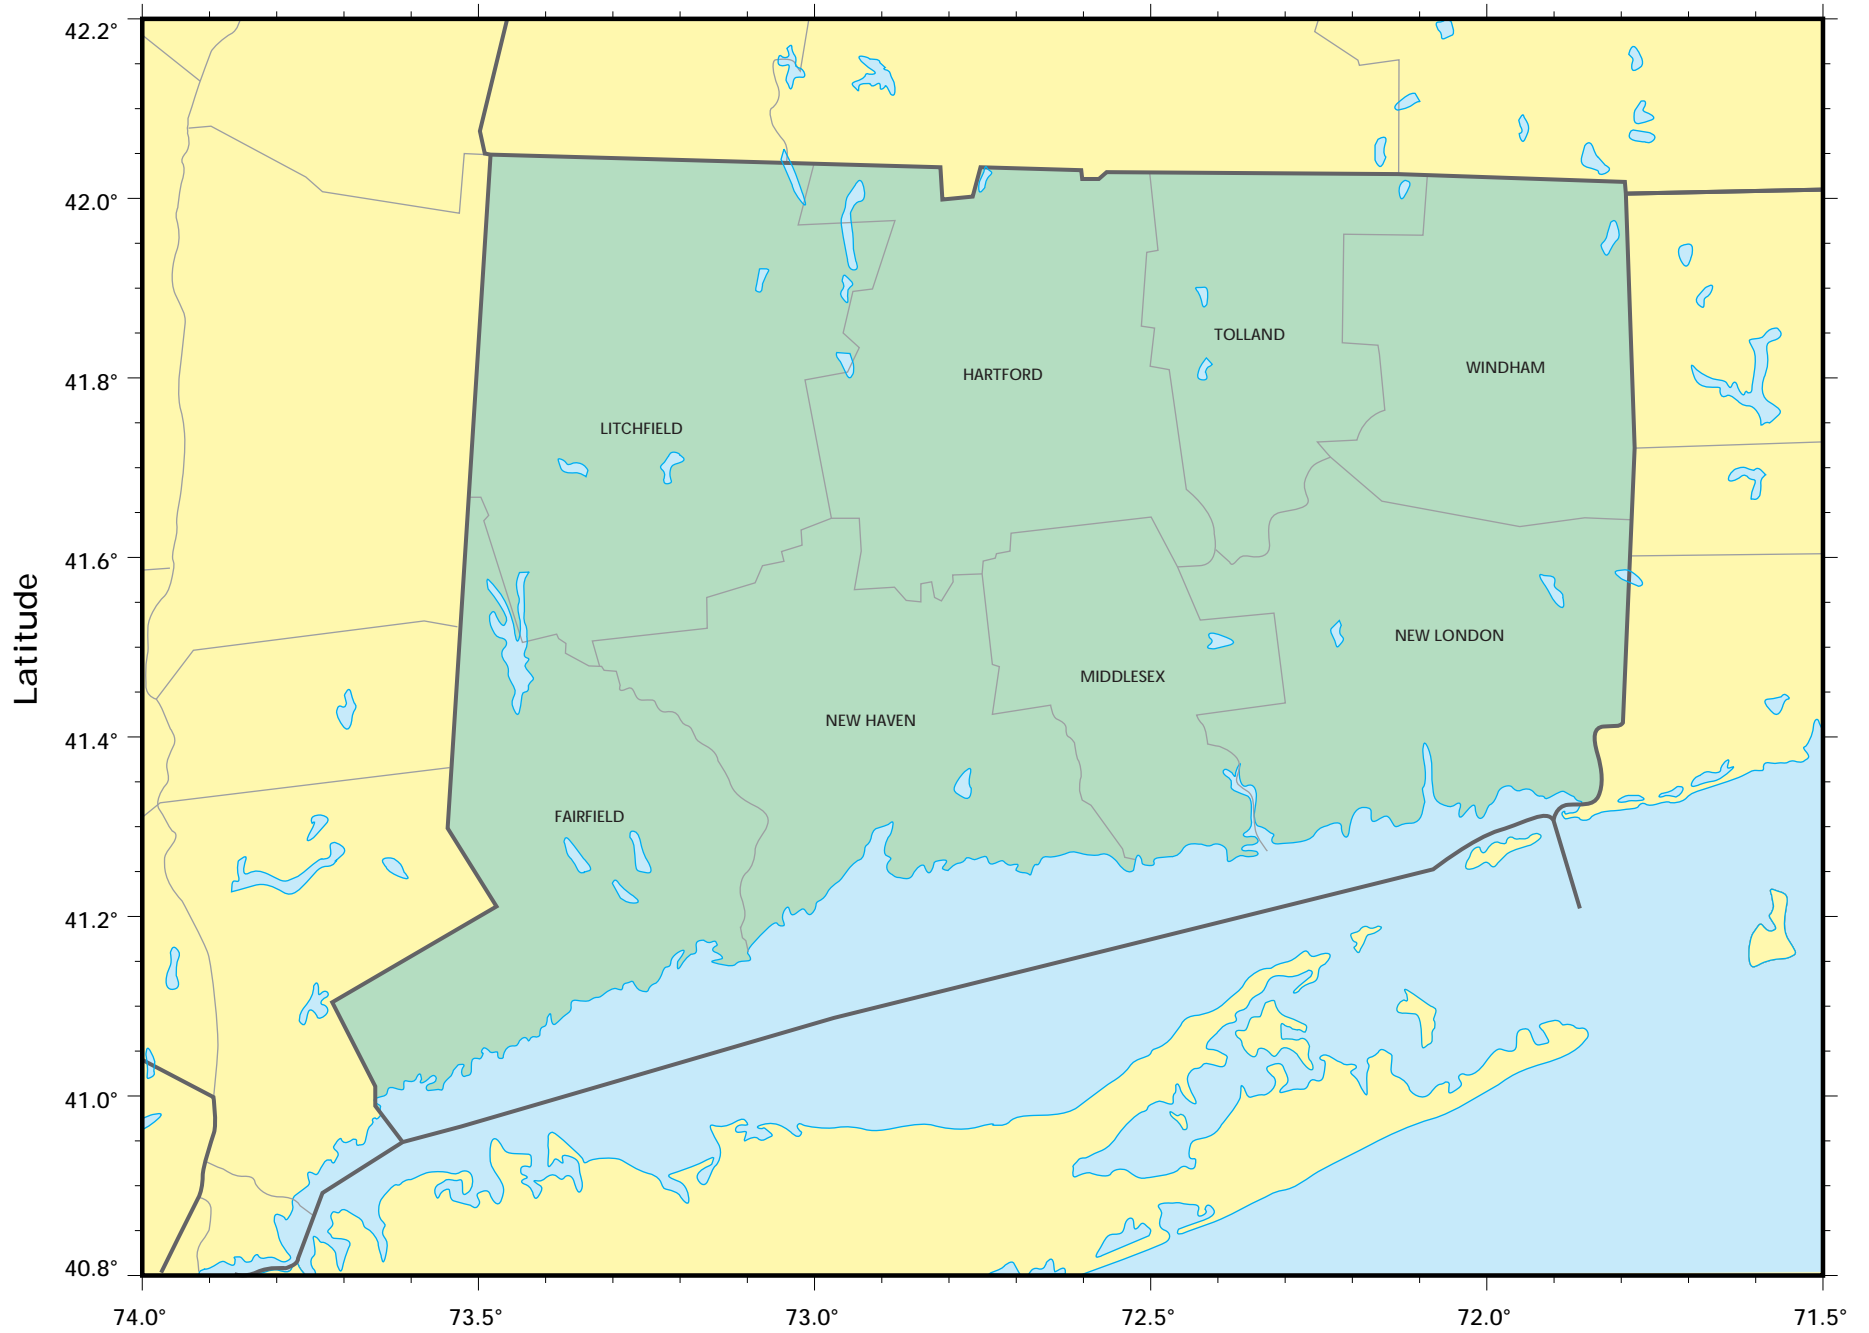 42.2°
42.0°
TOLLAND
WINDHAM
HARTFORD
41.8°
LITCHFIELD
41.6°
Latitude
NEW LONDON
MIDDLESEX
NEW HAVEN
41.4°
FAIRFIELD
41.2°
41.0°
40.8°
74.0° 73.5° 73.0° 72.5° 72.0° 71.5°